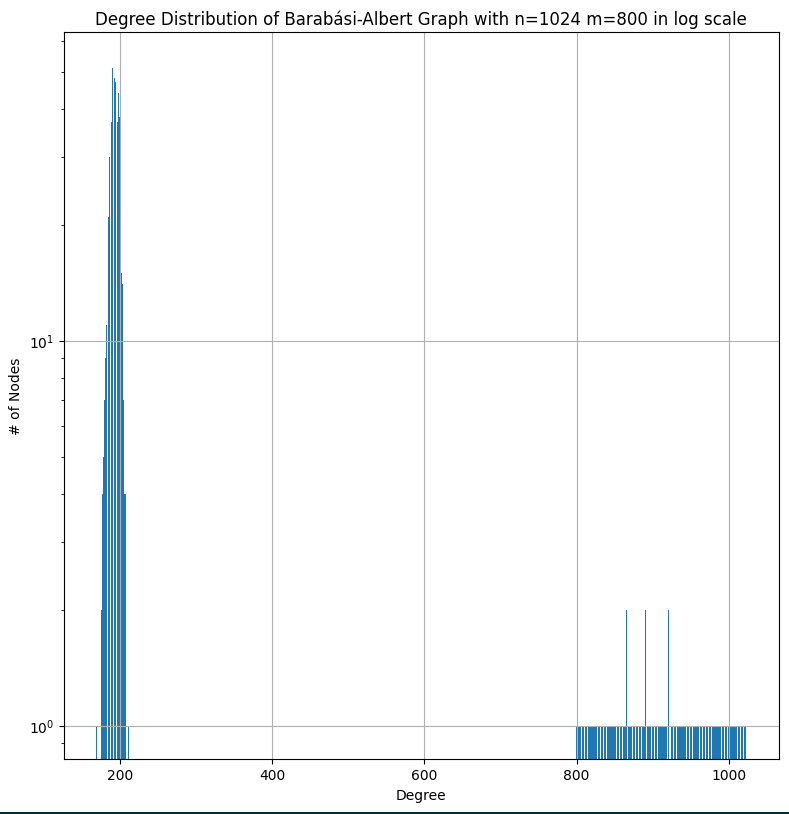 Degree Distribution of Barabási-Albert Graph with n=1024 m=800 in log scale
# of Nodes
10¹
10⁰
200 400 600 800 1000
Degree